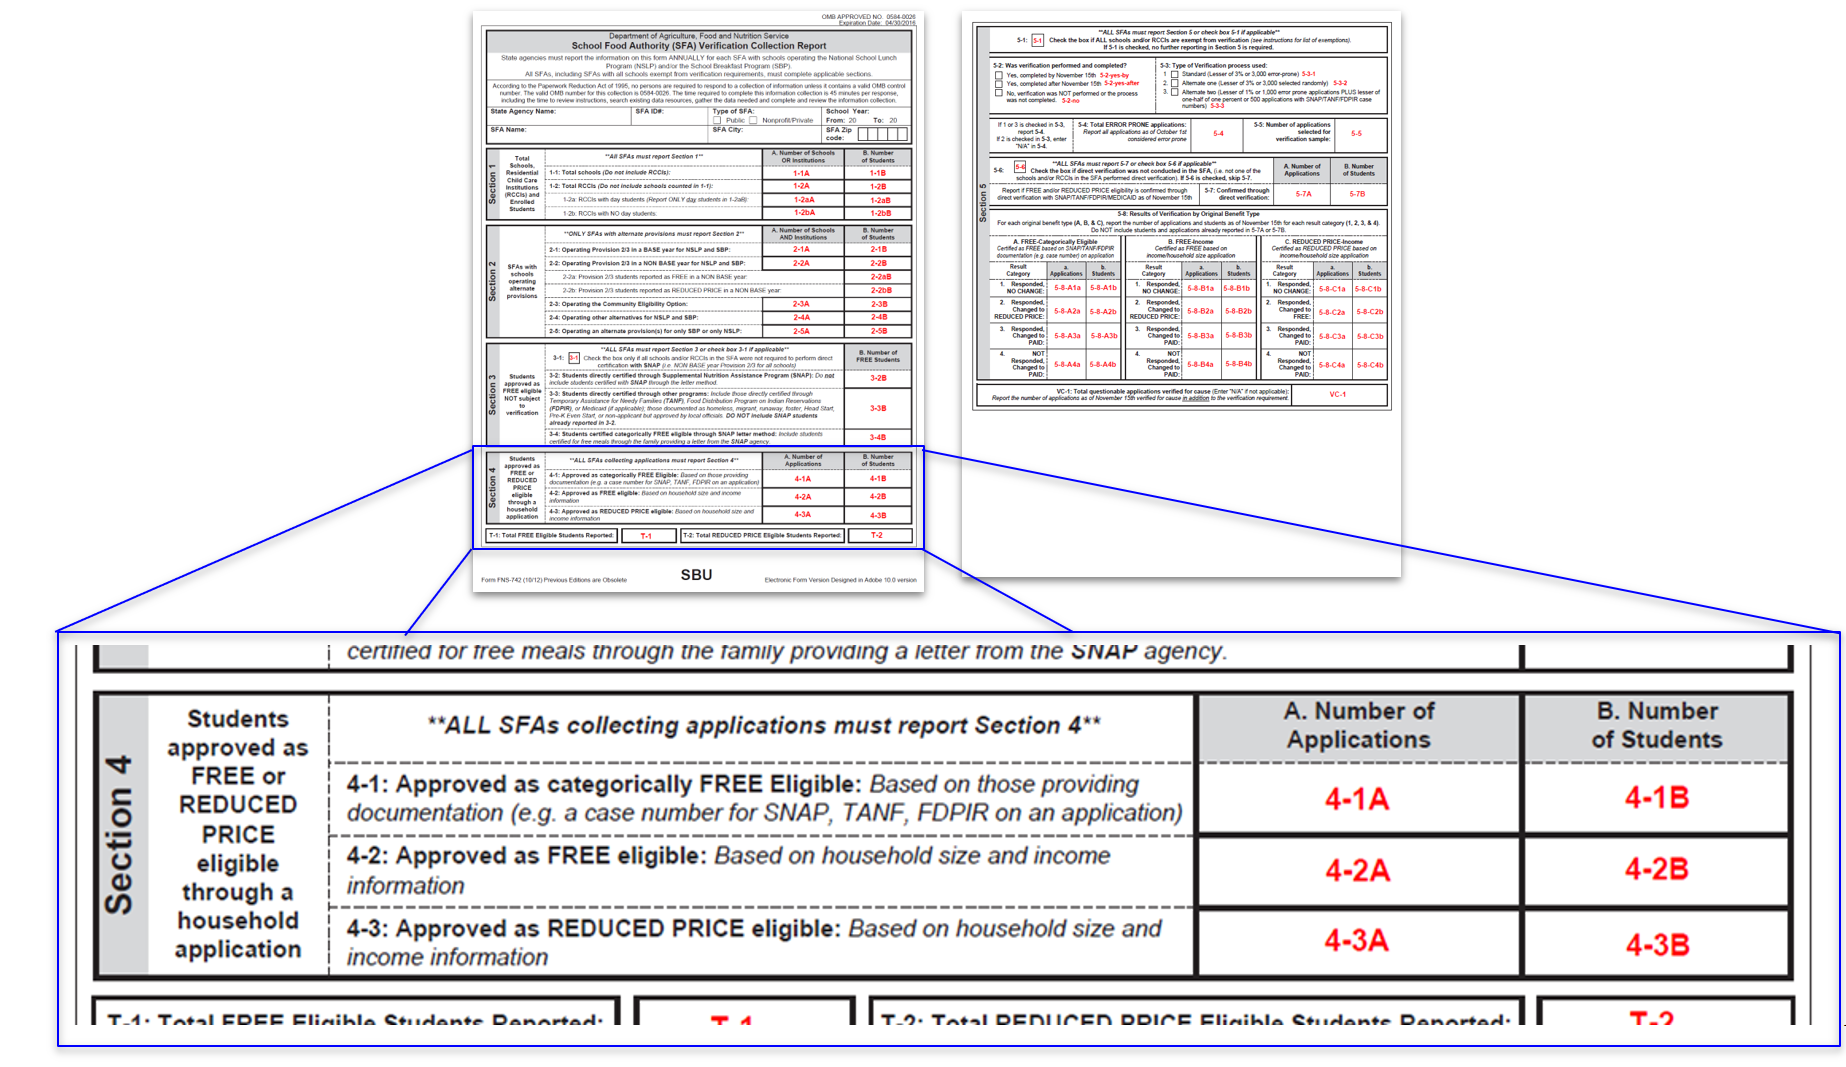 OMB APPROVED NO. 0584-0026
Expiration Date: 04/30/2016
Department of Agriculture, Food and Nutrition Service
School Food Authority (SFA) Verification Collection Report
State agencies must report the information on this form ANNUALLY for each SFA with schools operating the National School Lunch
Program (NSLP) and/or the School Breakfast Program (SBP).
All SFAs, including SFAs with all schools exempt from verification requirements, must complete applicable sections.
According to the Paperwork Reduction Act of 1995, no persons are required to respond to a collection of information unless it contains a valid OMB control
number. The valid OMB number for this collection is 0584-0026. The time required to complete this information collection is 45 minutes per response,
including the time to review instructions, search existing data resources, gather the data needed and complete and review the information collection.
State Agency Name: SFA ID#: Type of SFA: School Year:
Public Nonprofit/Private From: 20 To: 20
SFA Name: SFA City: SFA Zip
code:
Section 1
Total
Schools,
Residential
Child Care
Institutions
(RCCIs) and
Enrolled
Students
**All SFAs must report Section 1**
A. Number of Schools
OR Institutions
B. Number
of Students
1-1: Total schools (Do not include RCCIs): 1-1A 1-1B
1-2: Total RCCIs (Do not include schools counted in 1-1): 1-2A 1-2B
1-2a: RCCIs with day students (Report ONLY day students in 1-2aB): 1-2aA 1-2aB
1-2b: RCCIs with NO day students: 1-2bA 1-2bB
Section 2
SFAs with
schools
operating
alternate
provisions
**ONLY SFAs with alternate provisions must report Section 2**
A. Number of Schools
AND Institutions
B. Number
of Students
2-1: Operating Provision 2/3 in a BASE year for NSLP and SBP: 2-1A 2-1B
2-2: Operating Provision 2/3 in a NON BASE year for NSLP and SBP: 2-2A 2-2B
2-2a: Provision 2/3 students reported as FREE in a NON BASE year: 2-2aB
2-2b: Provision 2/3 students reported as REDUCED PRICE in a NON BASE year: 2-2bB
2-3: Operating the Community Eligibility Option: 2-3A 2-3B
2-4: Operating other alternatives for NSLP and SBP: 2-4A 2-4B
2-5: Operating an alternate provision(s) for only SBP or only NSLP: 2-5A 2-5B
Section 3
Students
approved as
FREE eligible
NOT subject
to
verification
**ALL SFAs must report Section 3 or check box 3-1 if applicable**
3-1: 3-1 Check the box only if all schools and/or RCCIs in the SFA were not required to perform direct
certification with SNAP (i.e. NON BASE year Provision 2/3 for all schools)
B. Number of
FREE Students
3-2: Students directly certified through Supplemental Nutrition Assistance Program (SNAP): Do not
include students certified with SNAP through the letter method.
3-2B
3-3: Students directly certified through other programs: Include those directly certified through
Temporary Assistance for Needy Families (TANF), Food Distribution Program on Indian Reservations
(FDPIR), or Medicaid (if applicable); those documented as homeless, migrant, runaway, foster, Head Start,
Pre-K Even Start, or non-applicant but approved by local officials. DO NOT include SNAP students
already reported in 3-2.
3-3B
3-4: Students certified categorically FREE eligible through SNAP letter method: Include students
certified for free meals through the family providing a letter from the SNAP agency.
3-4B
Section 4
Students
approved as
FREE or
REDUCED
PRICE
eligible
through a
household
application
**ALL SFAs collecting applications must report Section 4**
A. Number of
Applications
B. Number
of Students
4-1: Approved as categorically FREE Eligible: Based on those providing
documentation (e.g. a case number for SNAP, TANF, FDPIR on an application)
4-1A 4-1B
4-2: Approved as FREE eligible: Based on household size and income
information
4-2A 4-2B
4-3: Approved as REDUCED PRICE eligible: Based on household size and
income information
4-3A 4-3B
T-1: Total FREE Eligible Students Reported: T-1 T-2: Total REDUCED PRICE Eligible Students Reported: T-2
Form FNS-742 (10/12) Previous Editions are Obsolete SBU Electronic Form Version Designed in Adobe 10.0 version
Section 5
**ALL SFAs must report Section 5 or check box 5-1 if applicable**
5-1: 5-1 Check the box if ALL schools and/or RCCIs are exempt from verification (see instructions for list of exemptions).
If 5-1 is checked, no further reporting in Section 5 is required.
5-2: Was verification performed and completed?
Yes, completed by November 15th 5-2-yes-by
Yes, completed after November 15th 5-2-yes-after
No, verification was NOT performed or the process
was not completed. 5-2-no
5-3: Type of Verification process used:
1. Standard (Lesser of 3% or 3,000 error-prone) 5-3-1
2. Alternate one (Lesser of 3% or 3,000 selected randomly) 5-3-2
3. Alternate two (Lesser of 1% or 1,000 error prone applications PLUS lesser of
one-half of one percent or 500 applications with SNAP/TANF/FDPIR case
numbers) 5-3-3
If 1 or 3 is checked in 5-3,
report 5-4.
If 2 is checked in 5-3, enter
"N/A" in 5-4.
5-4: Total ERROR PRONE applications:
Report all applications as of October 1st
considered error prone
5-4
5-5: Number of applications
selected for
verification sample:
5-5
5-6: 5-6 **ALL SFAs must report 5-7 or check box 5-6 if applicable**
Check the box if direct verification was not conducted in the SFA, (i.e. not one of the
schools and/or RCCIs in the SFA performed direct verification). If 5-6 is checked, skip 5-7.
A. Number of
Applications
B. Number
of Students
Report if FREE and/or REDUCED PRICE eligibility is confirmed through
direct verification with SNAP/TANF/FDPIR/MEDICAID as of November 15th
5-7: Confirmed through
direct verification:
5-7A 5-7B
5-8: Results of Verification by Original Benefit Type
For each original benefit type (A, B, & C), report the number of applications and students as of November 15th for each result category (1, 2, 3, & 4).
Do NOT include students and applications already reported in 5-7A or 5-7B.
A. FREE-Categorically Eligible
Certified as FREE based on SNAP/TANF/FDPIR
documentation (e.g. case number) on application
B. FREE-Income
Certified as FREE based on
income/household size application
C. REDUCED PRICE-Income
Certified as REDUCED PRICE based on
income/household size application
Result
Category
a.
Applications
b.
Students
Result
Category
a.
Applications
b.
Students
Result
Category
a.
Applications
b.
Students
1. Responded,
NO CHANGE:
5-8-A1a 5-8-A1b
1. Responded,
NO CHANGE:
5-8-B1a 5-8-B1b
1. Responded,
NO CHANGE:
5-8-C1a 5-8-C1b
2. Responded,
Changed to
REDUCED PRICE:
5-8-A2a 5-8-A2b
2. Responded,
Changed to
REDUCED PRICE:
5-8-B2a 5-8-B2b
2. Responded,
Changed to
FREE:
5-8-C2a 5-8-C2b
3. Responded,
Changed to
PAID:
5-8-A3a 5-8-A3b
3. Responded,
Changed to
PAID:
5-8-B3a 5-8-B3b
3. Responded,
Changed to
PAID:
5-8-C3a 5-8-C3b
4. NOT
Responded,
Changed to
PAID:
5-8-A4a 5-8-A4b
4. NOT
Responded,
Changed to
PAID:
5-8-B4a 5-8-B4b
4. NOT
Responded,
Changed to
PAID:
5-8-C4a 5-8-C4b
VC-1: Total questionable applications verified for cause (Enter "N/A" if not applicable):
Report the number of applications as of November 15th verified for cause in addition to the verification requirement.
VC-1
certified for free meals through the family providing a letter from the SNAP agency.
Section 4
Students
approved as
FREE or
REDUCED
PRICE
eligible
through a
household
application
**ALL SFAs collecting applications must report Section 4**
A. Number of
Applications
B. Number
of Students
4-1: Approved as categorically FREE Eligible: Based on those providing
documentation (e.g. a case number for SNAP, TANF, FDPIR on an application)
4-1A 4-1B
4-2: Approved as FREE eligible: Based on household size and income
information
4-2A 4-2B
4-3: Approved as REDUCED PRICE eligible: Based on household size and
income information
4-3A 4-3B
T-1: Total FREE Eligible Students Reported: T-1 T-2: Total REDUCED PRICE Eligible Students Reported: T-2